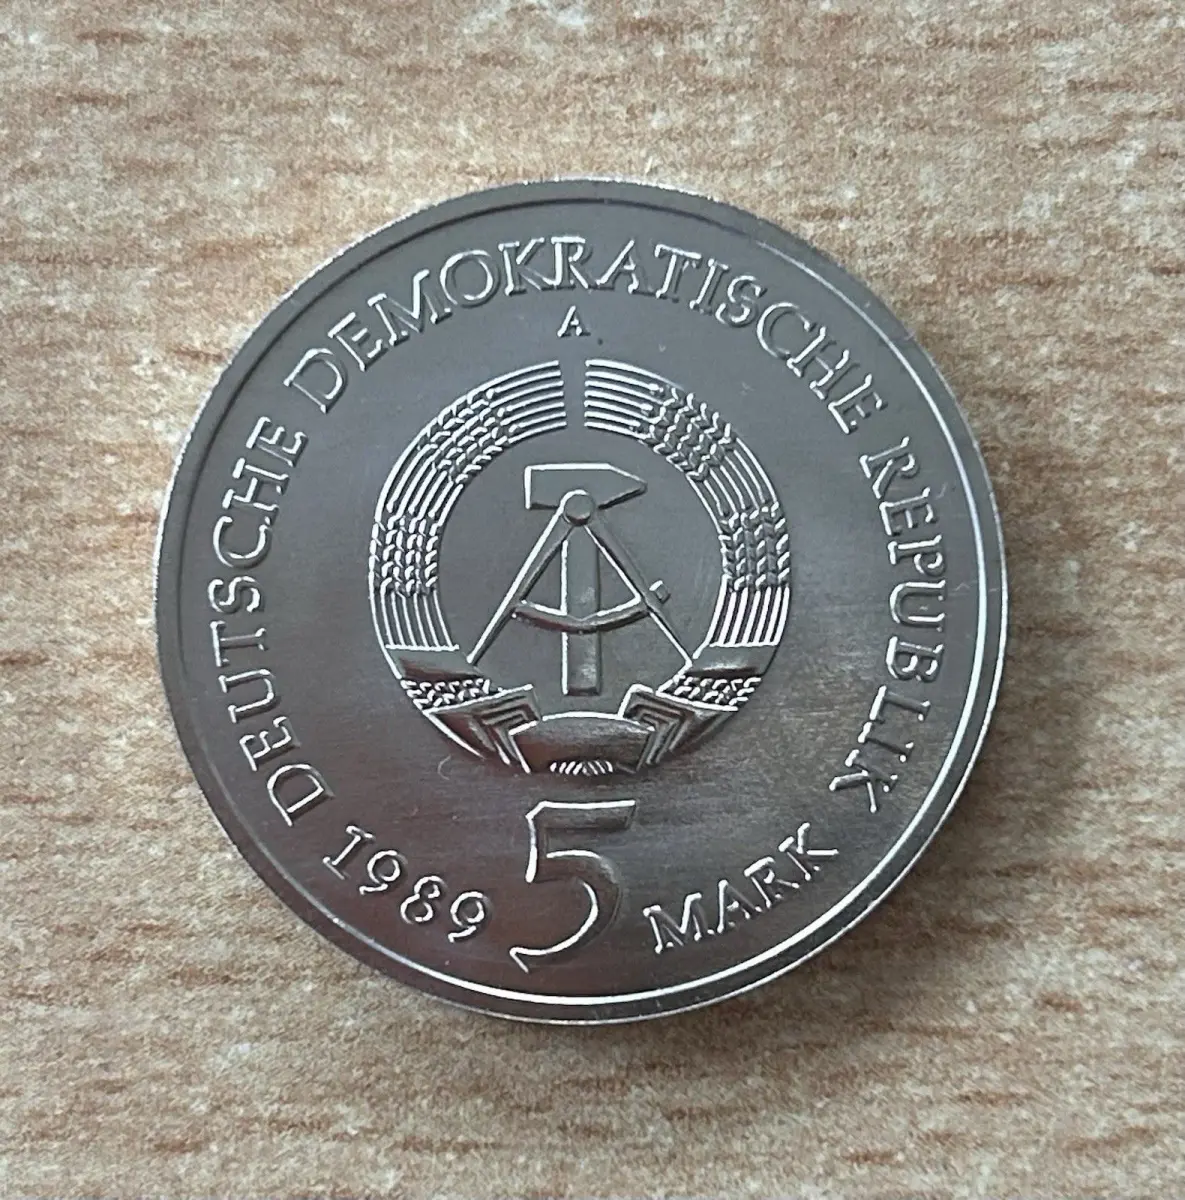 DEUTSCHE DEMOKRATISCHE REPUBLIK
A
1989 5 MARK